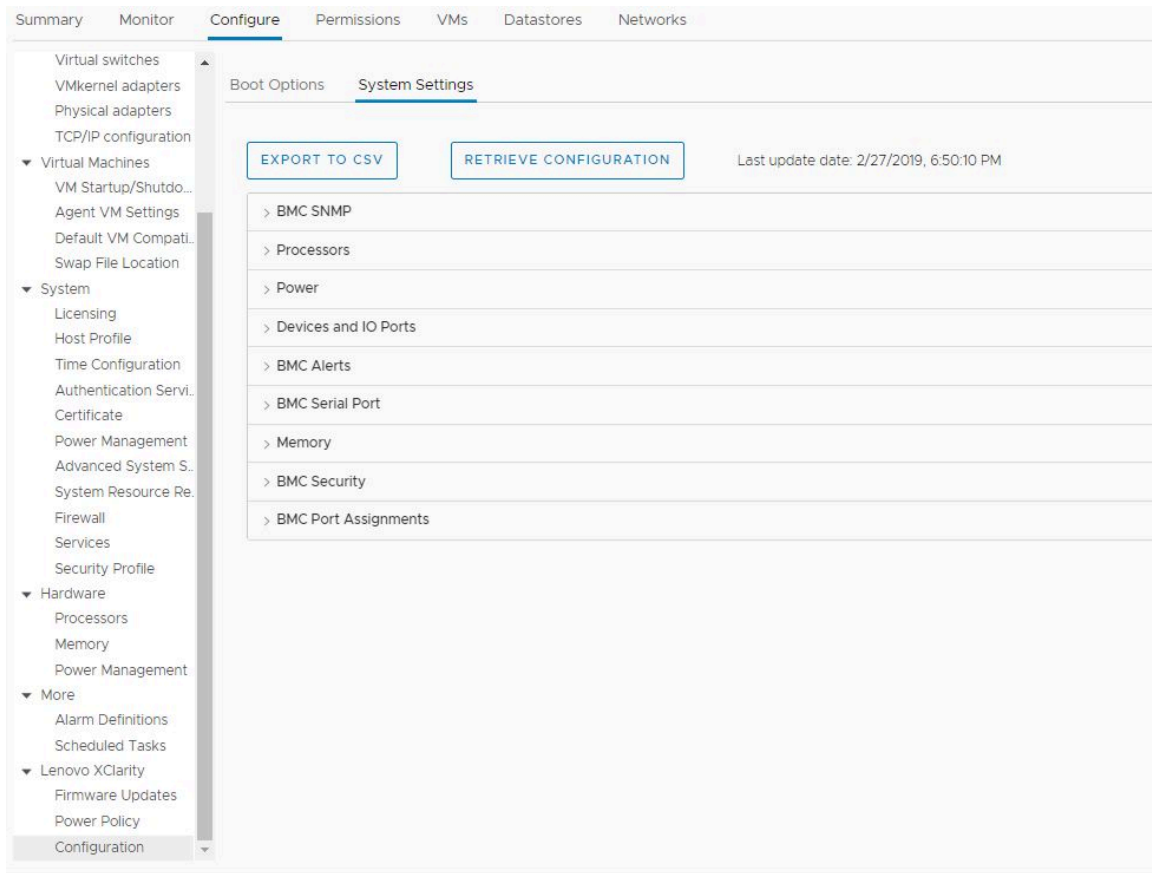 Summary Monitor Configure Permissions VMs Datastores Networks
Virtual switches
VMkernel adapters
Physical adapters
TCP/IP configuration
Virtual Machines
VM Startup/Shutdo...
Agent VM Settings
Default VM Compati..
Swap File Location
System
Licensing
Host Profile
Time Configuration
Authentication Servi..
Certificate
Power Management
Advanced System S..
System Resource Re.
Firewall
Services
Security Profile
Hardware
Processors
Memory
Power Management
More
Alarm Definitions
Scheduled Tasks
Lenovo XClarity
Firmware Updates
Power Policy
Configuration
Boot Options System Settings
EXPORT TO CSV RETRIEVE CONFIGURATION Last update date: 2/27/2019, 6:50:10 PM
BMC SNMP
Processors
Power
Devices and IO Ports
BMC Alerts
BMC Serial Port
Memory
BMC Security
BMC Port Assignments